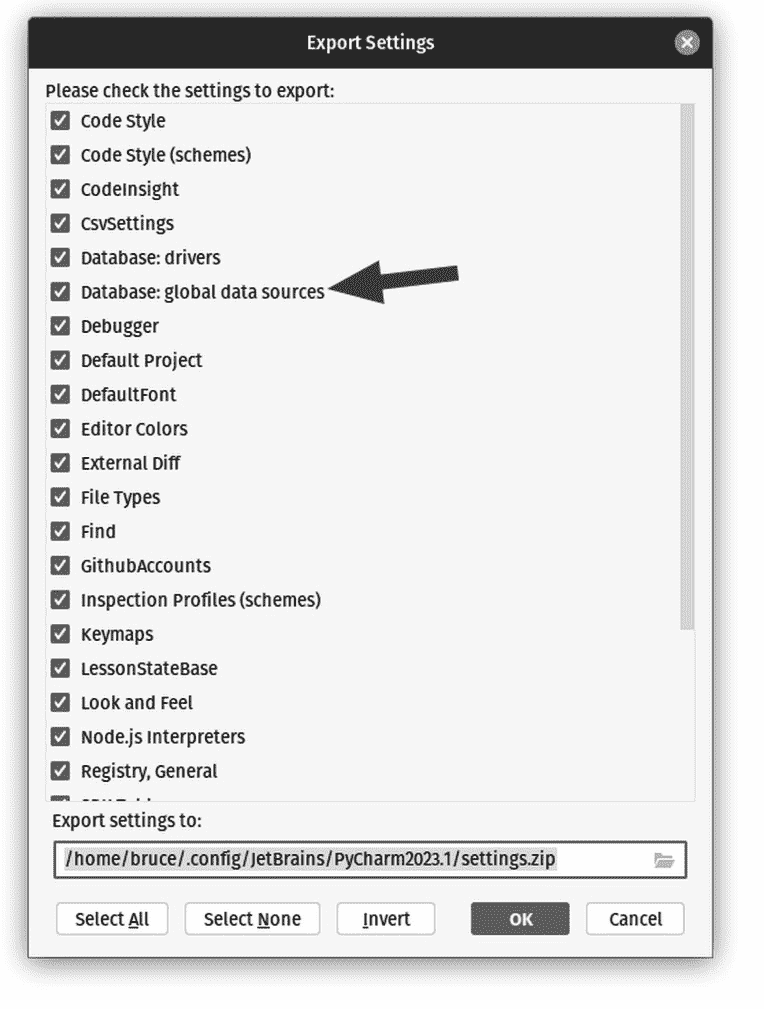 Export Settings
Please check the settings to export:
Code Style
Code Style (schemes)
CodeInsight
CsvSettings
Database: drivers
Database: global data sources
Debugger
Default Project
DefaultFont
Editor Colors
External Diff
File Types
Find
GithubAccounts
Inspection Profiles (schemes)
Keymaps
LessonStateBase
Look and Feel
Node.js Interpreters
Registry, General
Export settings to:
/home/bruce/.config/JetBrains/PyCharm2023.1/settings.zip
Select All Select None Invert OK Cancel